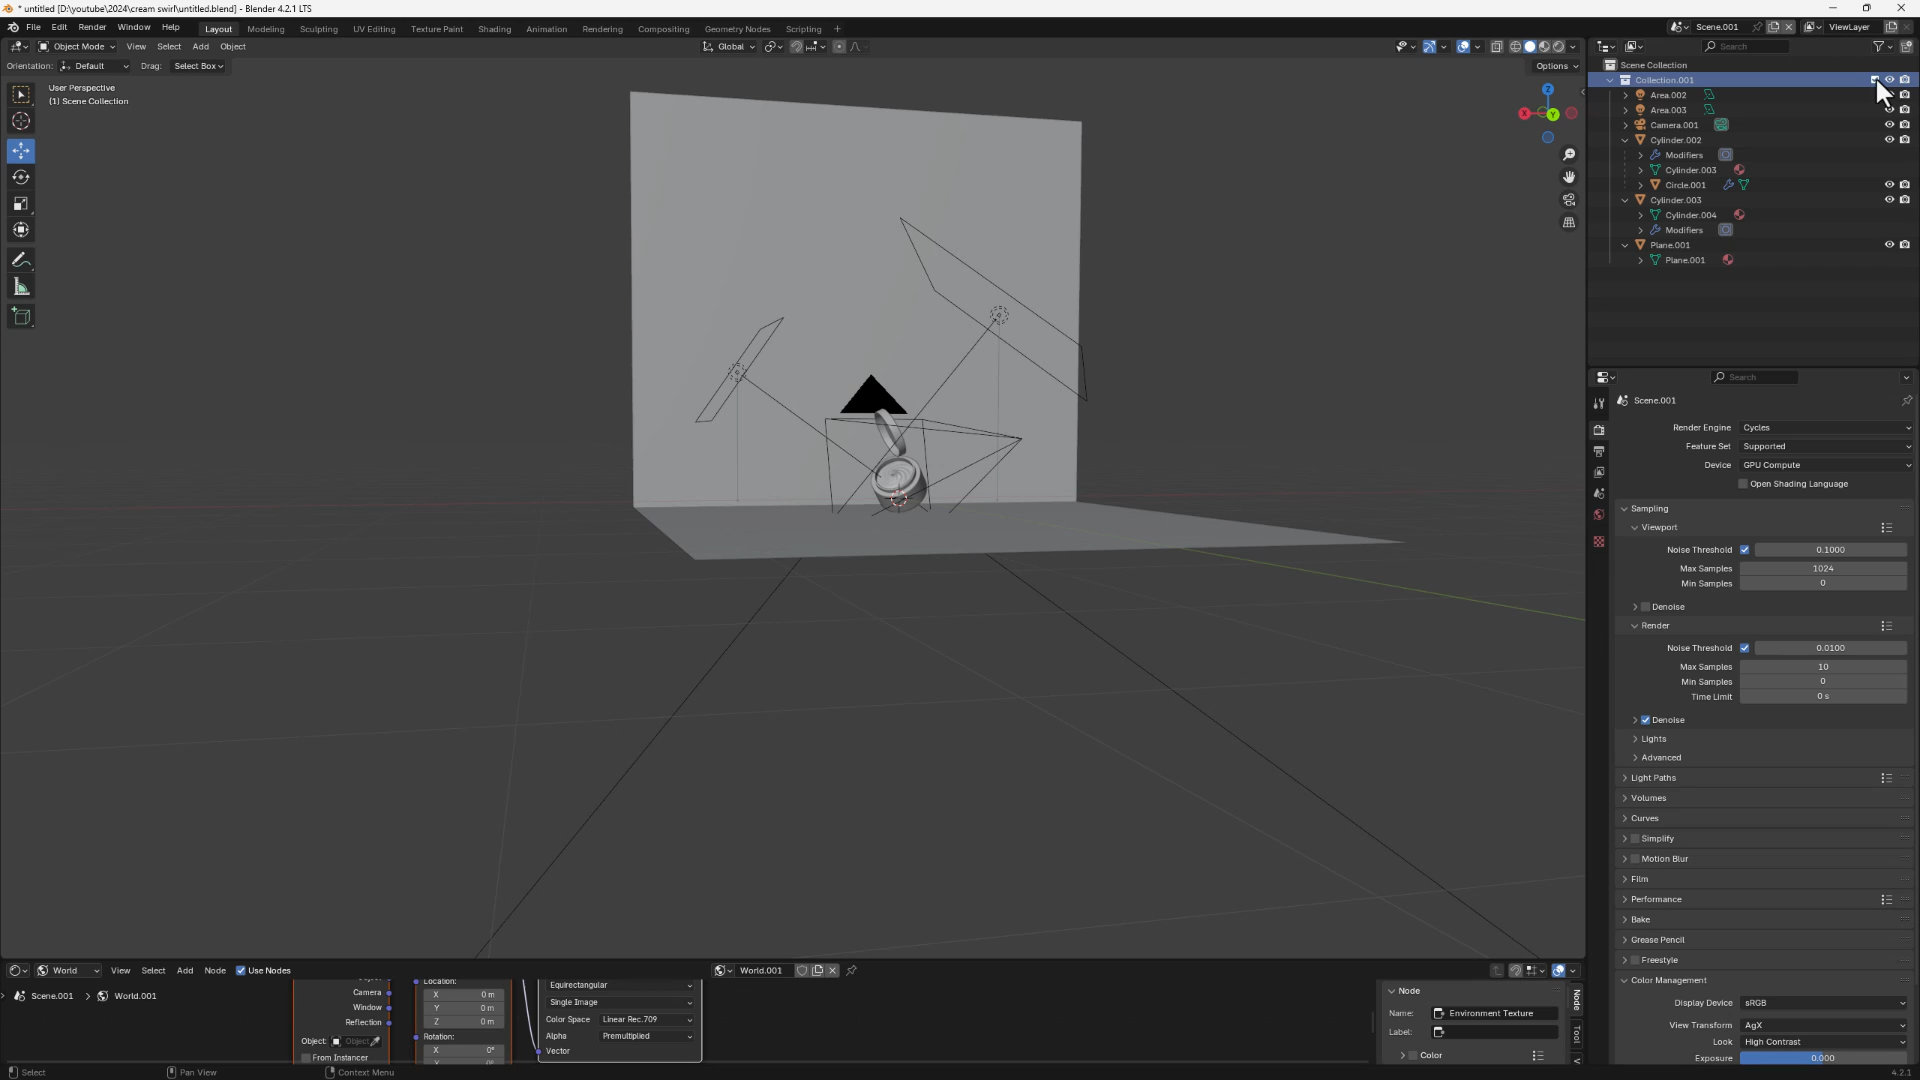 * untitled [D:\youtube\2024\cream swirl\untitled.blend] - Blender 4.2.1 LTS
File Edit Render Window Help Layout Modeling Sculpting UV Editing Texture Paint Shading Animation Rendering Compositing Geometry Nodes Scripting + Scene.001 ViewLayer
Object Mode View Select Add Object Global Search
Orientation: Default Drag: Select Box Options
User Perspective
(1) Scene Collection
Z
X
Y
Scene Collection
Collection.001
Area.002
Area.003
Camera.001
Cylinder.002
Modifiers
Cylinder.003
Circle.001
Cylinder.003
Cylinder.004
Modifiers
Plane.001
Plane.001
Search
Scene.001
Render Engine Cycles
Feature Set Supported
Device GPU Compute
Open Shading Language
Sampling
Viewport
Noise Threshold 0.1000
Max Samples 1024
Min Samples 0
Denoise
Render
Noise Threshold 0.0100
Max Samples 10
Min Samples 0
Time Limit 0 s
Denoise
Lights
Advanced
Light Paths
Volumes
Curves
Simplify
Motion Blur
Film
Performance
Bake
Grease Pencil
Freestyle
Color Management
Display Device sRGB
View Transform AgX
Look High Contrast
Exposure 0.000
World View Select Add Node Use Nodes World.001
Scene.001 > World.001
Camera
Window
Reflection
Object: Object
From Instancer
Location:
X 0 m
Y 0 m
Z 0 m
Rotation:
X 0°
Equirectangular
Single Image
Color Space Linear Rec.709
Alpha Premultiplied
Vector
Node
Name: Environment Texture
Label:
Color
Node
Tool
Select Pan View Context Menu 4.2.1